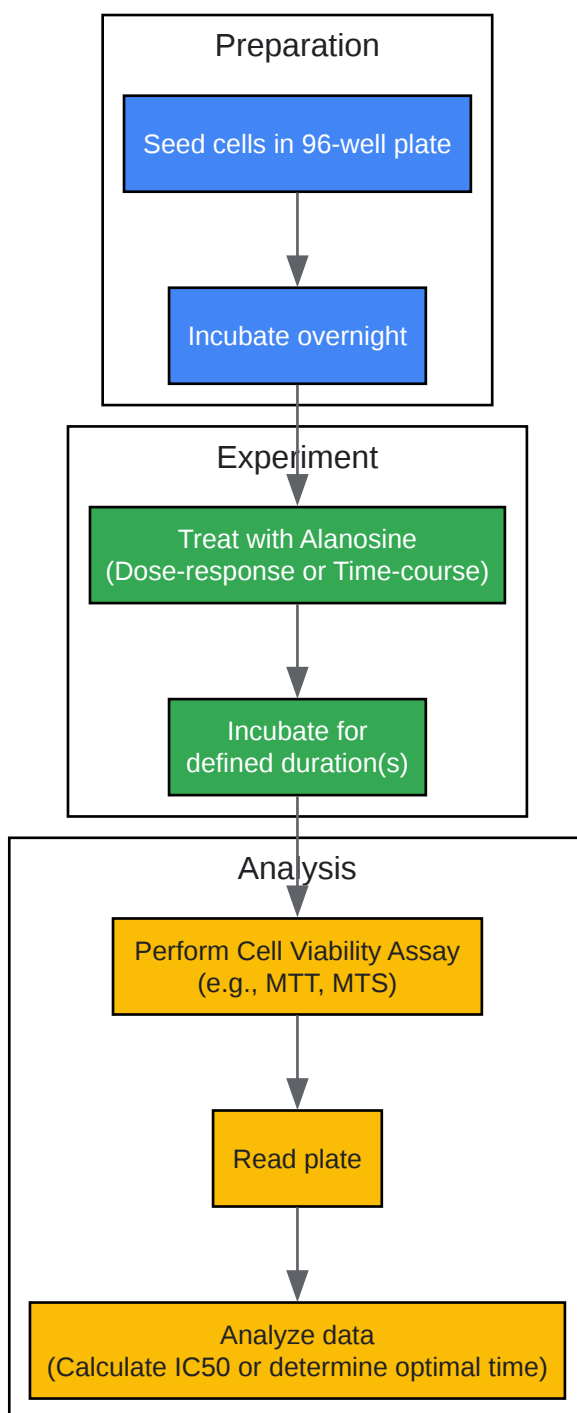 Preparation
Seed cells in 96-well plate
Incubate overnight
Experiment
Treat with Alanosine
(Dose-response or Time-course)
Incubate for
defined duration(s)
Analysis
Perform Cell Viability Assay
(e.g., MTT, MTS)
Read plate
Analyze data
(Calculate IC50 or determine optimal time)